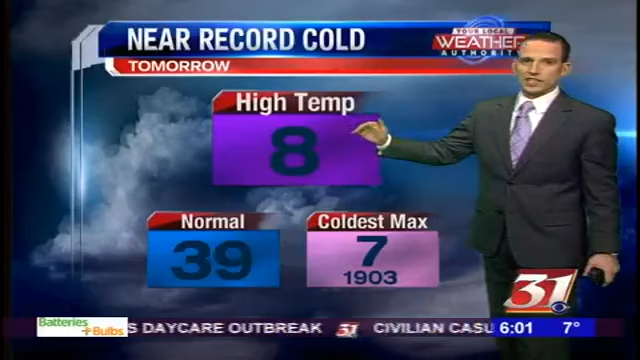 NEAR RECORD COLD
YOUR LOCAL
WEATHER
AUTHORITY
TOMORROW
High Temp
8
Normal
39
Coldest Max
7
1903
31
Batteries
+Bulbs
S DAYCARE OUTBREAK 31 CIVILIAN CASU 6:01 7°